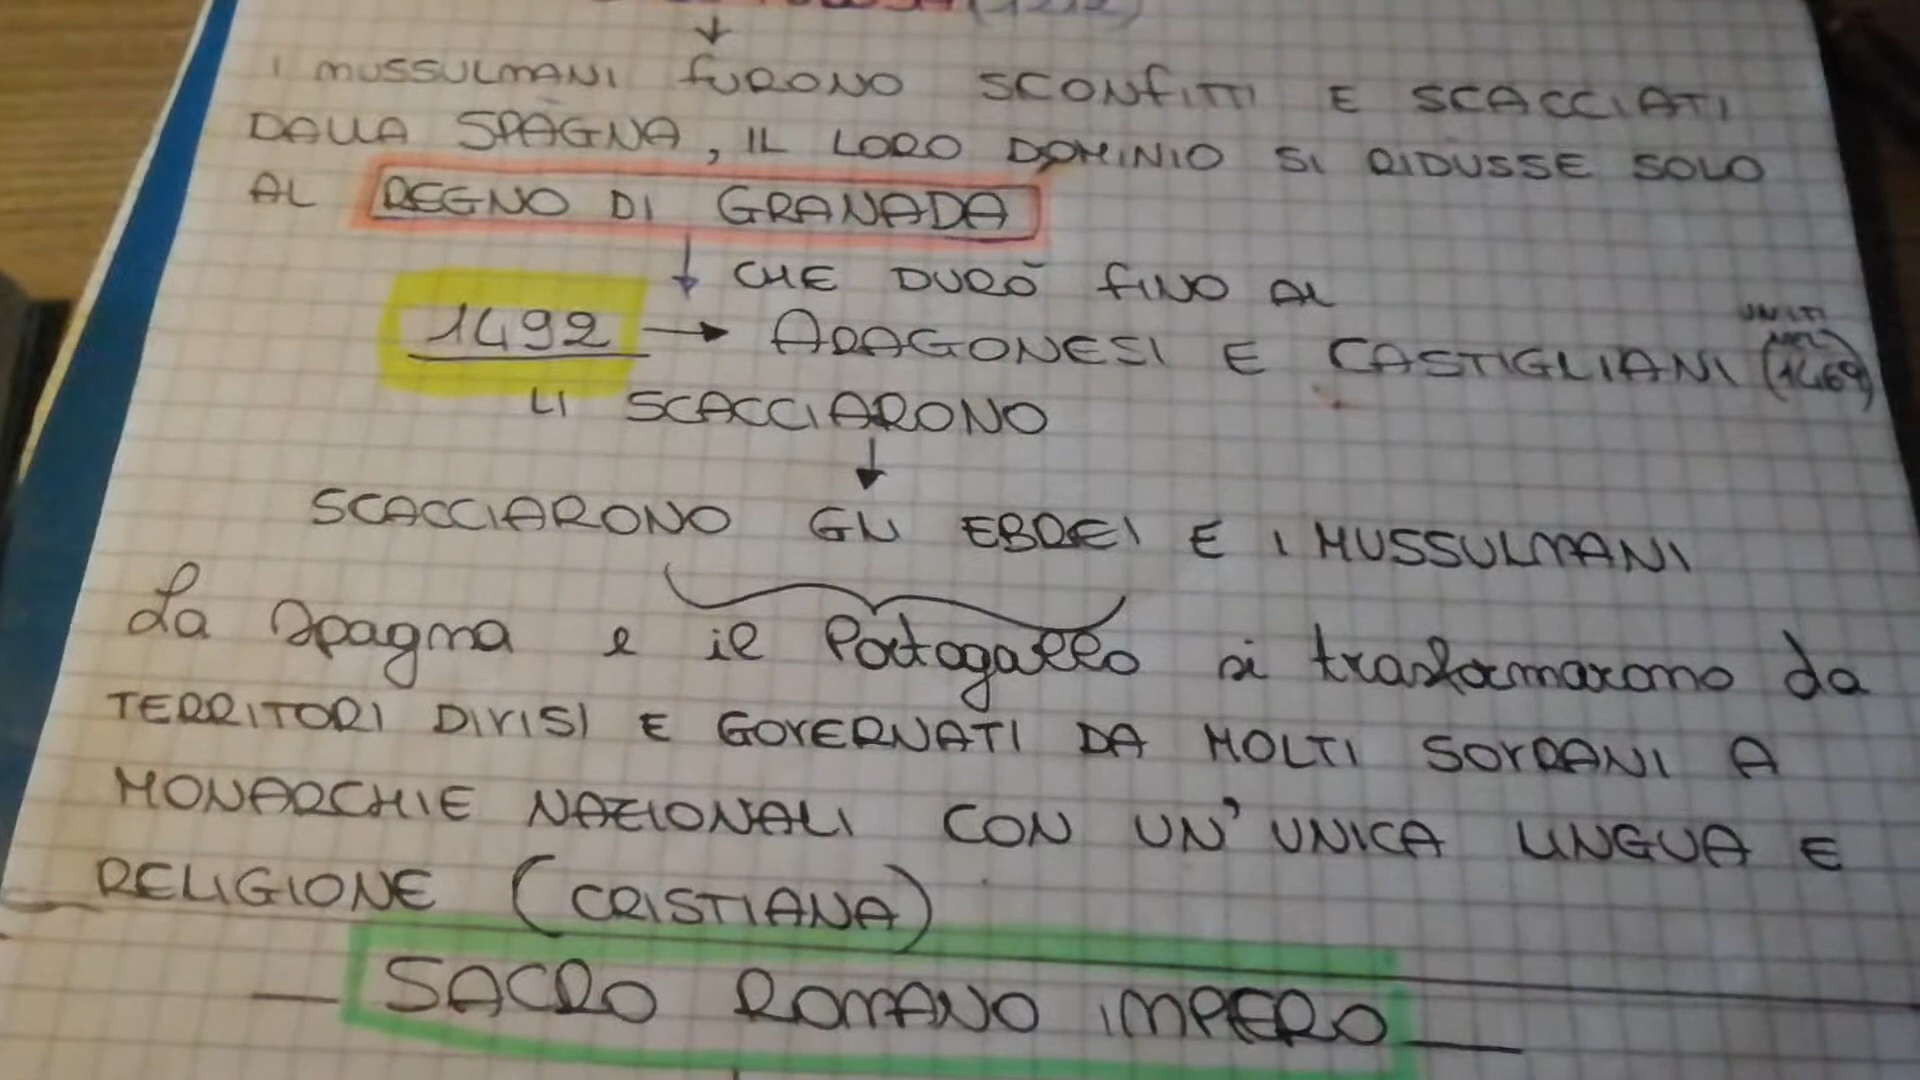 (1212)
I MUSSULMANI FURONO SCONFITTI E SCACCIATI
DALLA SPAGNA, IL LORO DOMINIO SI RIDUSSE SOLO
AL REGNO DI GRANADA
CHE DURÒ FINO AL
UNITI
1492 → ARAGONESI E CASTIGLIANI (1469)
LI SCACCIARONO
SCACCIARONO GLI EBREI E I MUSSULMANI
La Spagna e il Portogallo si trasformarono da
TERRITORI DIVISI E GOVERNATI DA MOLTI SOVRANI A
MONARCHIE NAZIONALI CON UN'UNICA LINGUA E
RELIGIONE (CRISTIANA)
SACRO ROMANO IMPERO